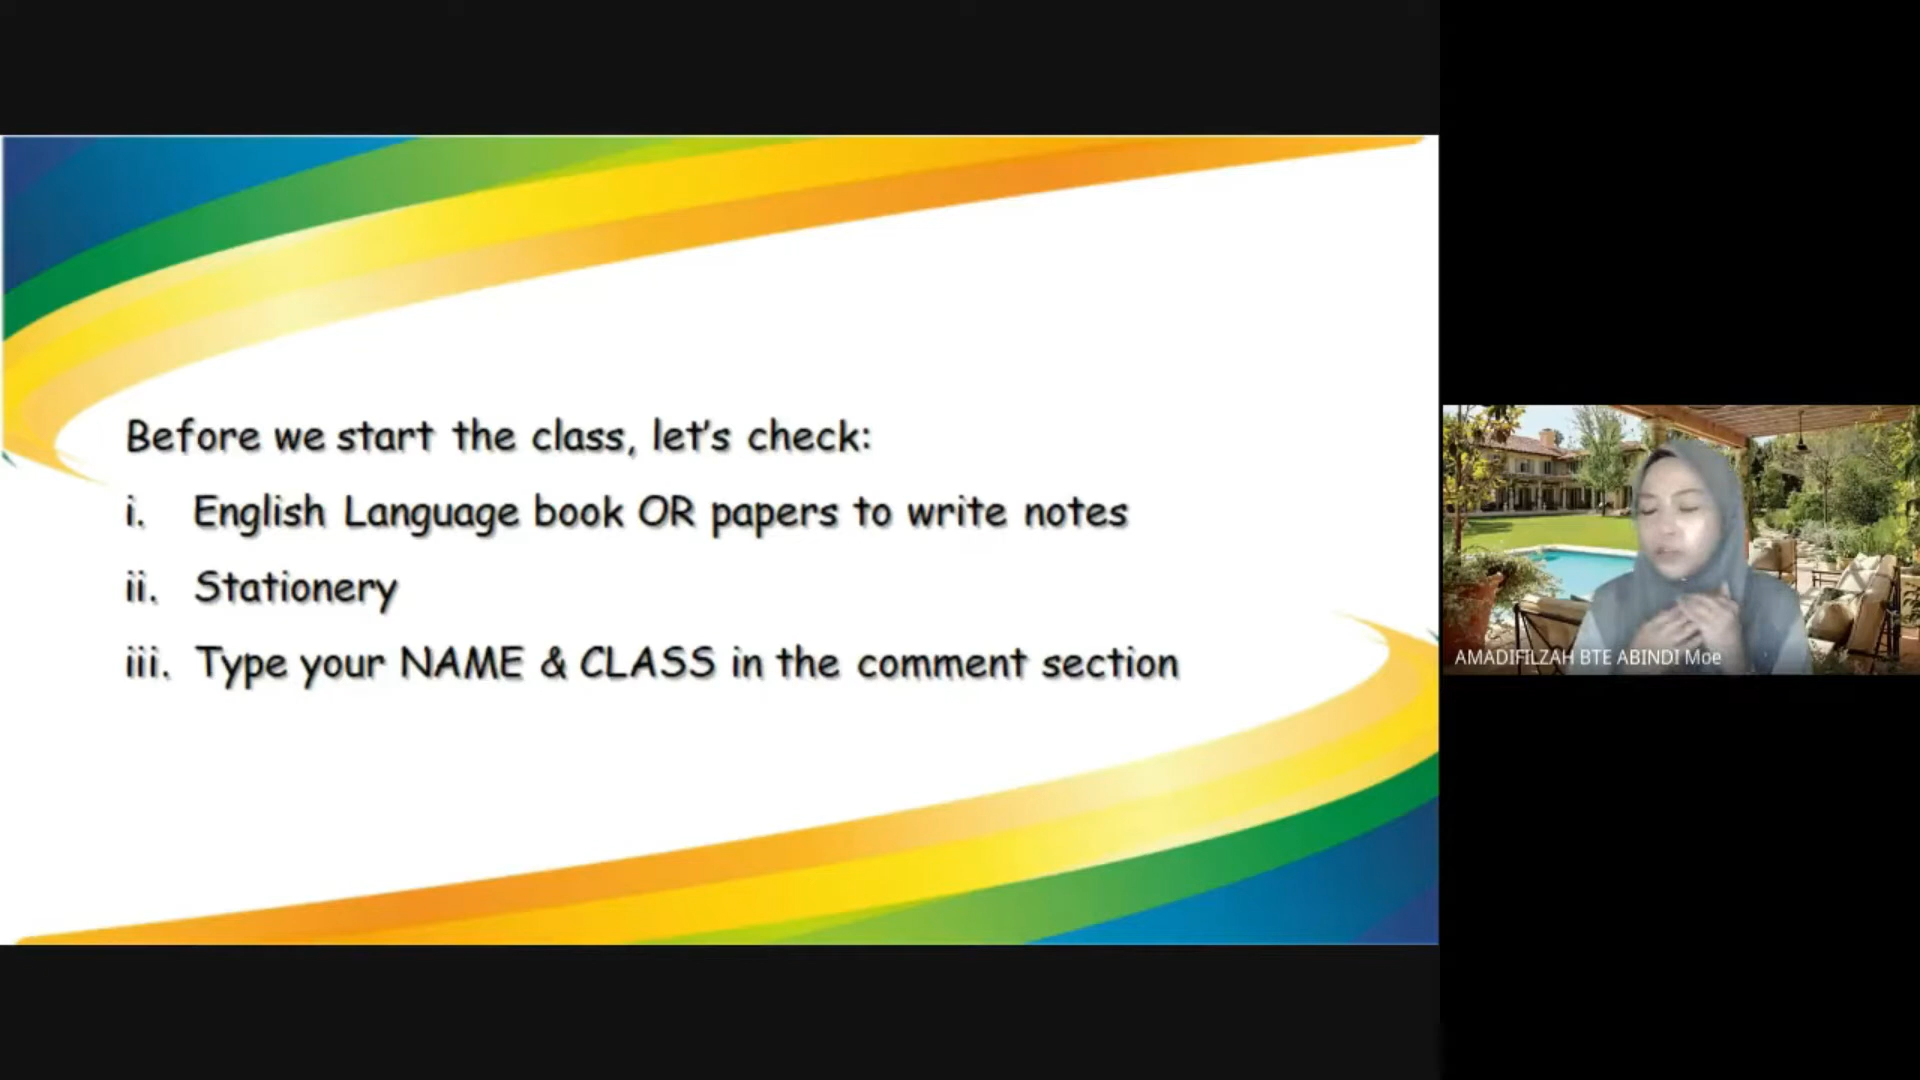 Before we start the class, let's check:
i. English Language book OR papers to write notes
ii. Stationery
iii. Type your NAME & CLASS in the comment section
AMADIFILZAH BTE ABINDI Moe